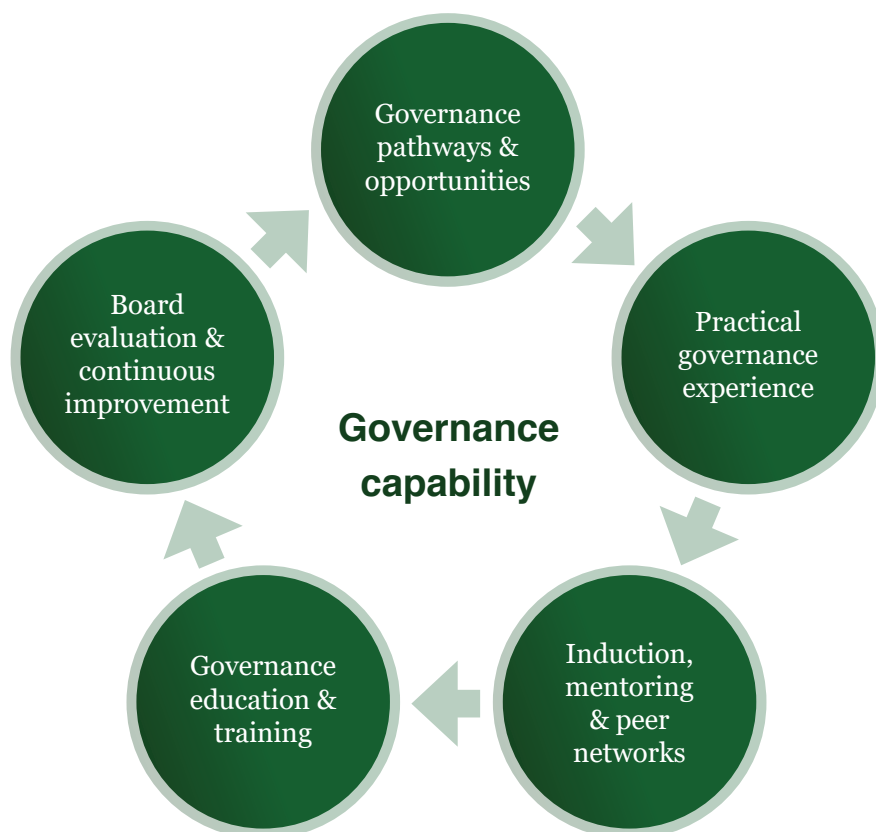 Governance
pathways &
opportunities
Practical
governance
experience
Induction,
mentoring
& peer
networks
Governance
education &
training
Board
evaluation &
continuous
improvement
Governance
capability